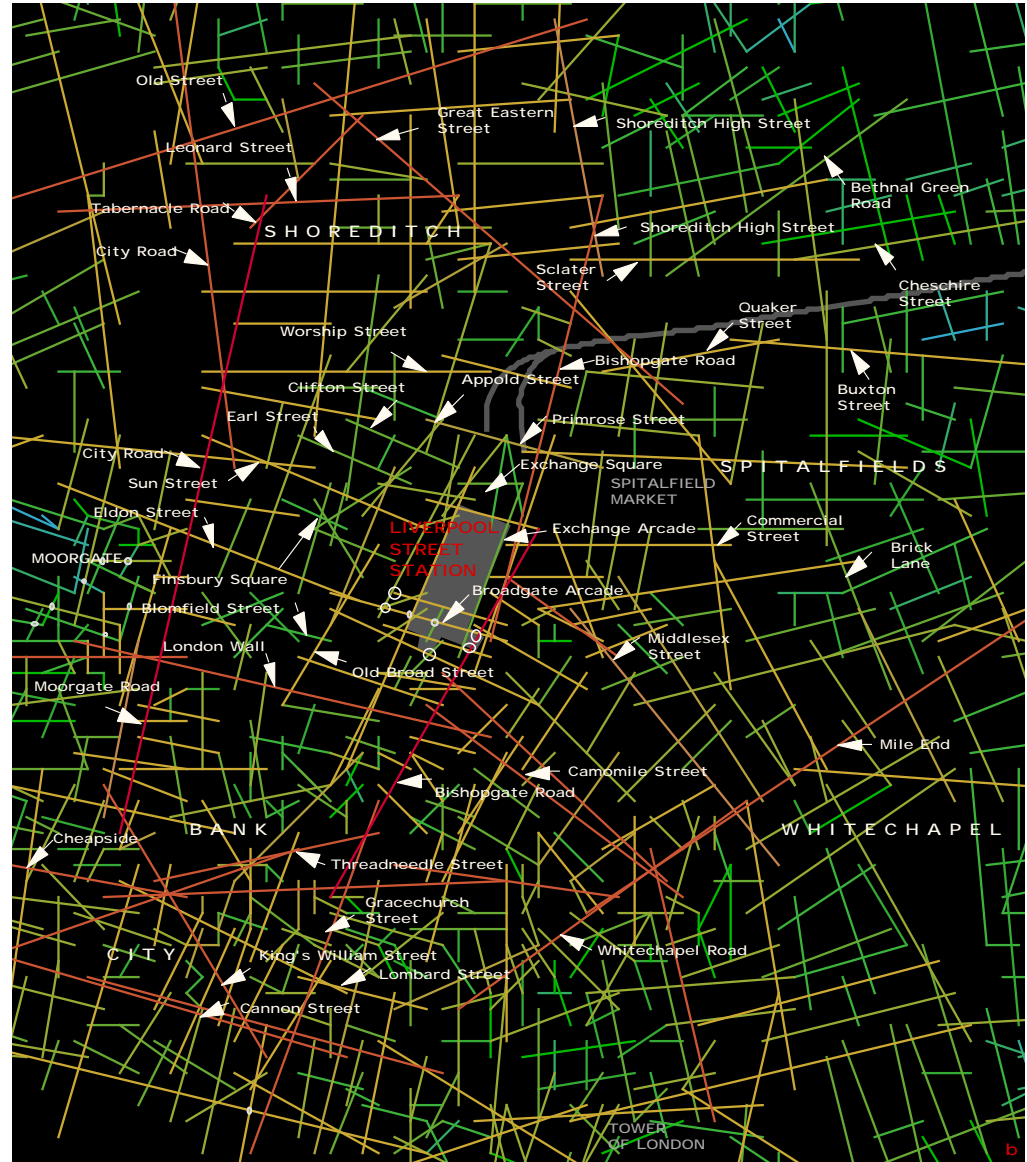 Old Street
Great Eastern
Street
Shoreditch High Street
Leonard Street
Bethnal Green
Road
Tabernacle Road
SHOREDITCH
Shoreditch High Street
City Road
Sclater
Street
Cheschire
Street
Quaker
Street
Worship Street
Bishopgate Road
Appold Street
Clifton Street
Buxton
Street
Earl Street
Primrose Street
City Road
Exchange Square
SPITALFIELDS
Sun Street
SPITALFIELD
MARKET
Eldon Street
LIVERPOOL
STREET
STATION
Exchange Arcade
Commercial
Street
MOORGATE
Brick
Lane
Finsbury Square
Broadgate Arcade
Blomfield Street
Middlesex
Street
London Wall
Old Broad Street
Moorgate Road
Mile End
Camomile Street
Bishopgate Road
BANK
WHITECHAPEL
Cheapside
Threadneedle Street
Gracechurch
Street
CITY
King's William Street
Whitechapel Road
Lombard Street
Cannon Street
TOWER
OF LONDON
b